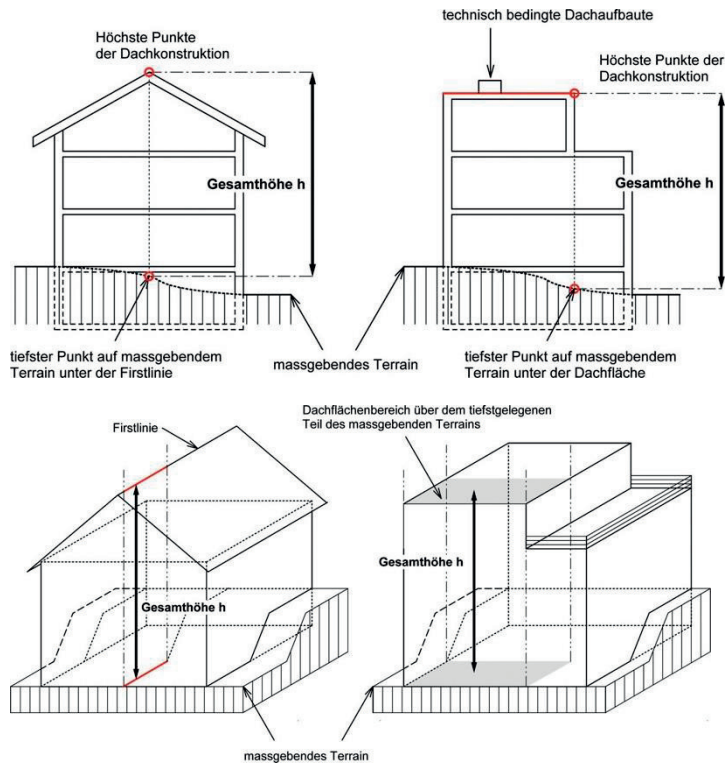 technisch bedingte Dachaufbaute
Höchste Punkte
der Dachkonstruktion
Höchste Punkte der
Dachkonstruktion
Gesamthöhe h
Gesamthöhe h
tiefster Punkt auf massgebendem
Terrain unter der Firstlinie
massgebendes Terrain
tiefster Punkt auf massgebendem
Terrain unter der Dachfläche
Firstlinie
Dachflächenbereich über dem tiefstgelegenen
Teil des massgebenden Terrains
Gesamthöhe h
Gesamthöhe h
massgebendes Terrain